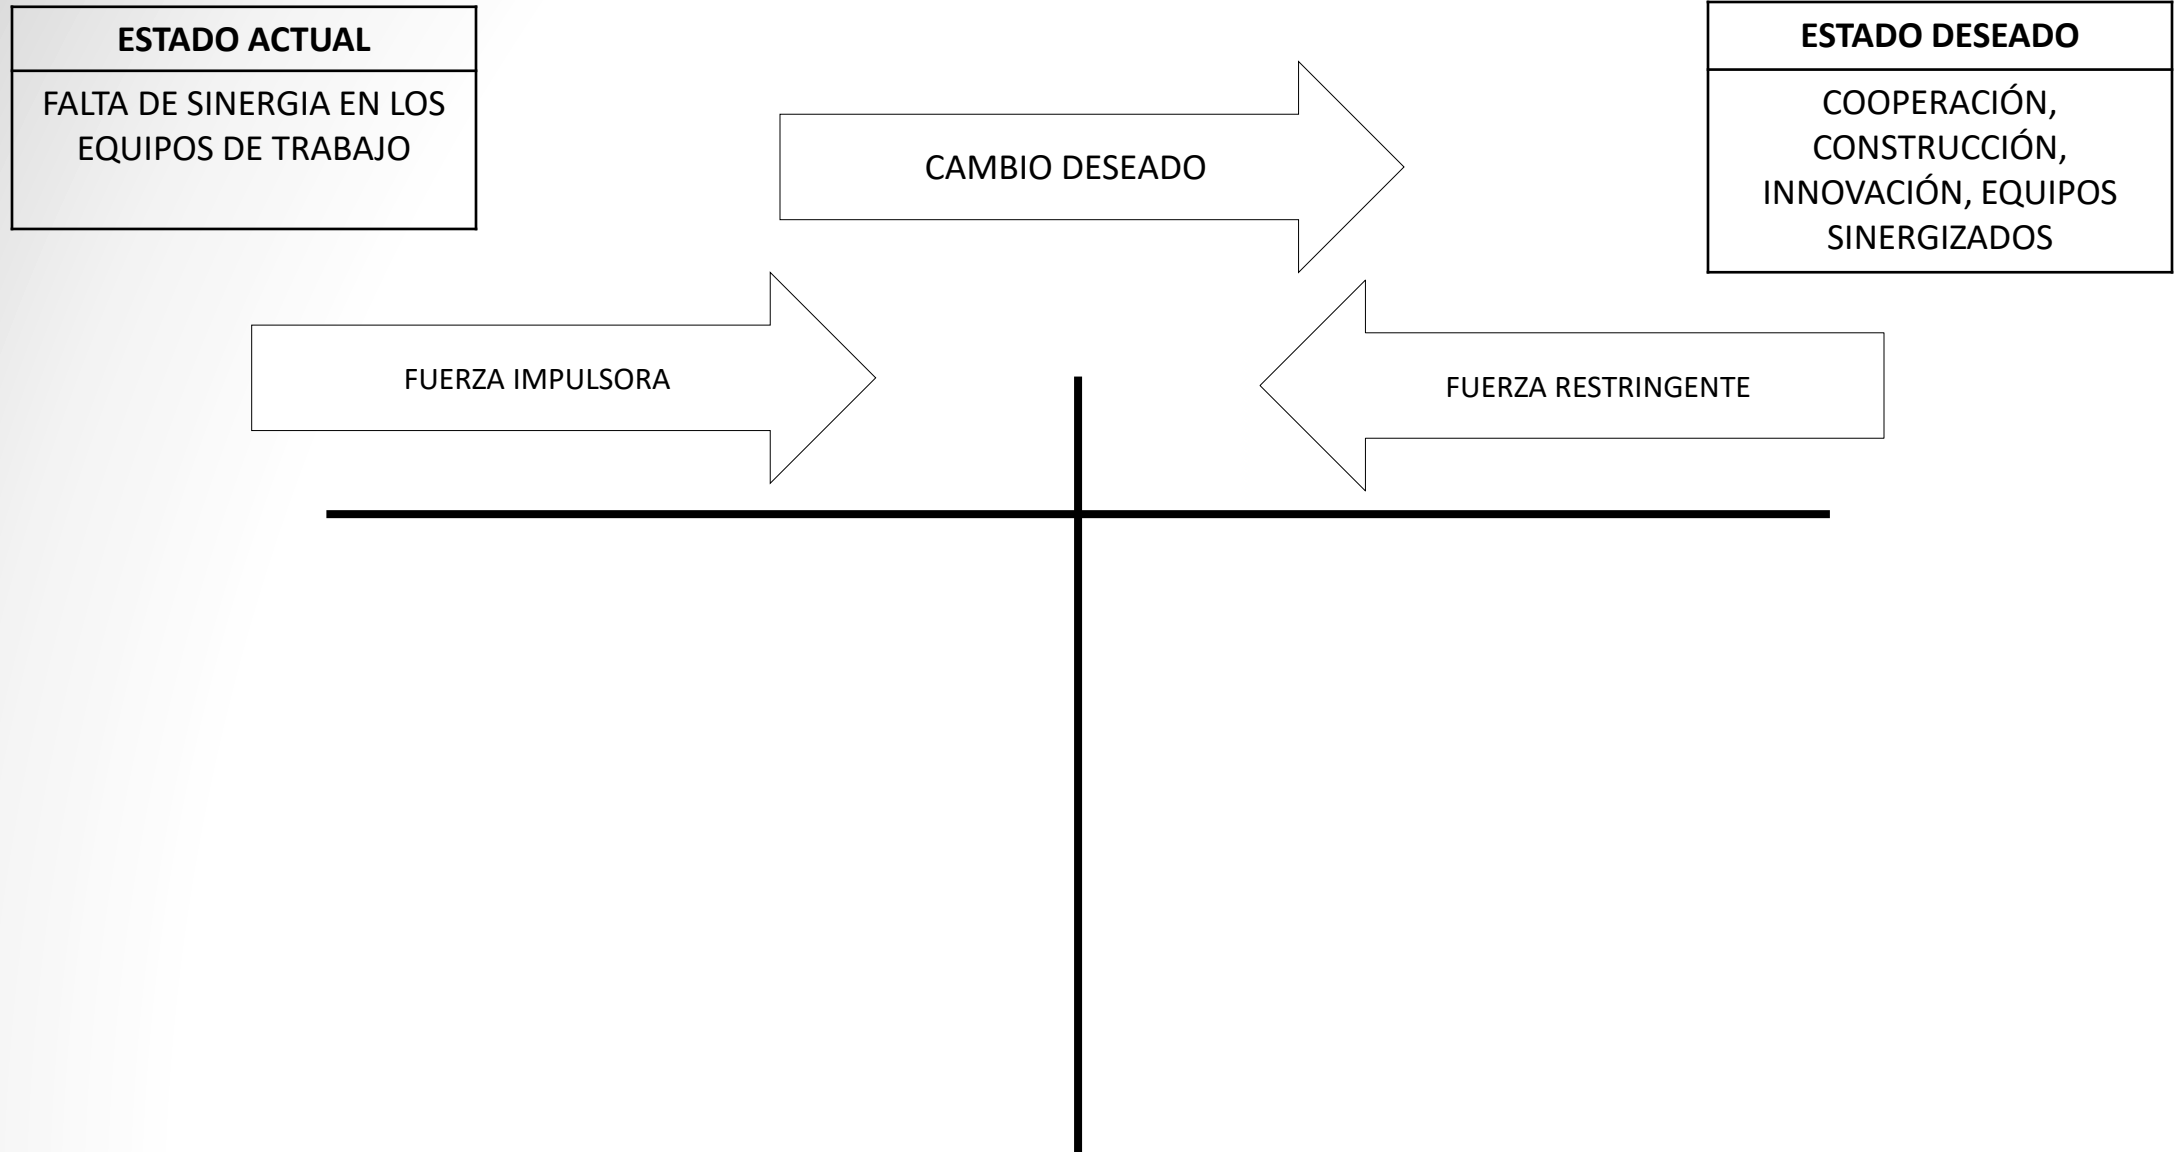 ESTADO ACTUAL
FALTA DE SINERGIA EN LOS
EQUIPOS DE TRABAJO
ESTADO DESEADO
COOPERACIÓN,
CONSTRUCCIÓN,
INNOVACIÓN, EQUIPOS
SINERGIZADOS
CAMBIO DESEADO
FUERZA IMPULSORA
FUERZA RESTRINGENTE